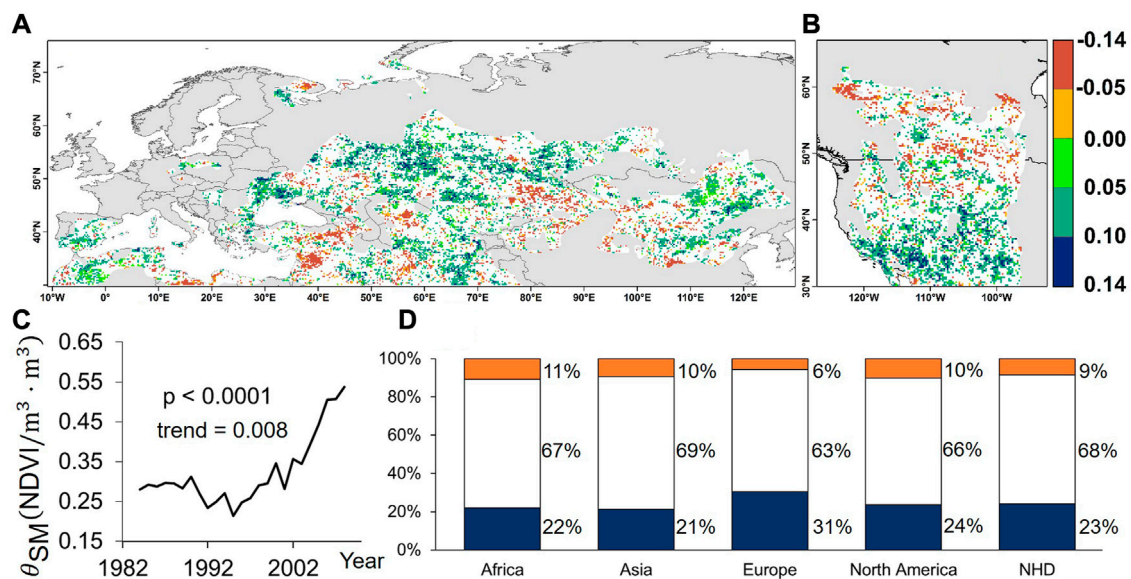 A
B
70°N
60°N
50°N
40°N
10°W 0° 10°E 20°E 30°E 40°E 50°E 60°E 70°E 80°E 90°E 100°E 110°E 120°E
60°N
50°N
40°N
30°N
120°W 110°W 100°W
-0.14
-0.05
0.00
0.05
0.10
0.14
C
θSM(NDVI/m³ · m³)
0.65
0.55
0.45
0.35
0.25
0.15
p < 0.0001
trend = 0.008
1982 1992 2002 Year
D
100%
80%
60%
40%
20%
0%
11% 10% 6% 10% 9%
67% 69% 63% 66% 68%
22% 21% 31% 24% 23%
Africa Asia Europe North America NHD